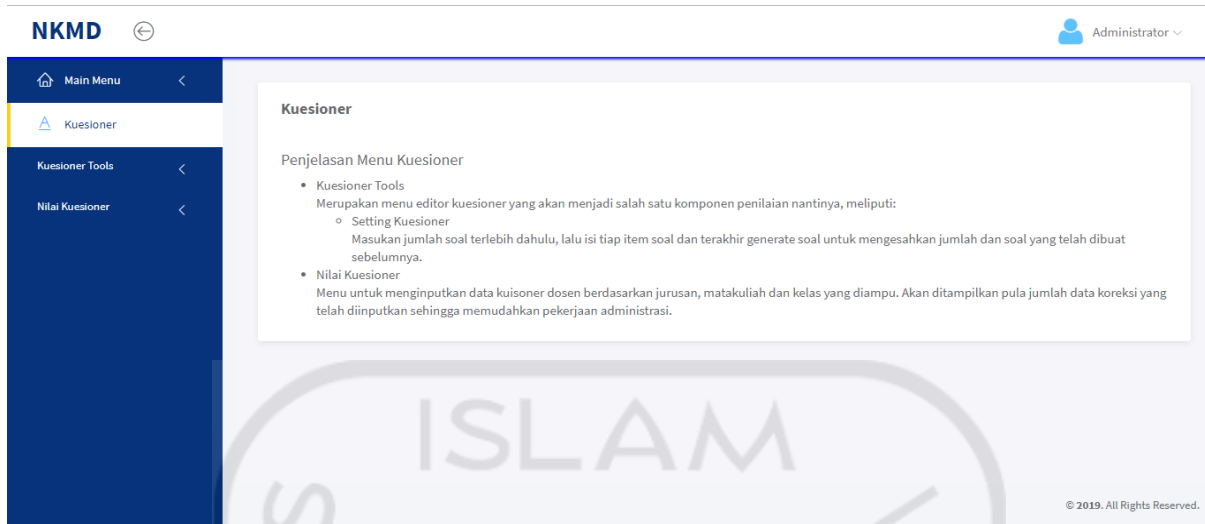 NKMD
Administrator
Main Menu
Kuesioner
Kuesioner Tools
Nilai Kuesioner
Kuesioner
Penjelasan Menu Kuesioner
• Kuesioner Tools
Merupakan menu editor kuesioner yang akan menjadi salah satu komponen penilaian nantinya, meliputi:
○ Setting Kuesioner
Masukan jumlah soal terlebih dahulu, lalu isi tiap item soal dan terakhir generate soal untuk mengesahkan jumlah dan soal yang telah dibuat
sebelumnya.
• Nilai Kuesioner
Menu untuk menginputkan data kuisoner dosen berdasarkan jurusan, matakuliah dan kelas yang diampu. Akan ditampilkan pula jumlah data koreksi yang
telah diinputkan sehingga memudahkan pekerjaan administrasi.
ISLAM
© 2019. All Rights Reserved.